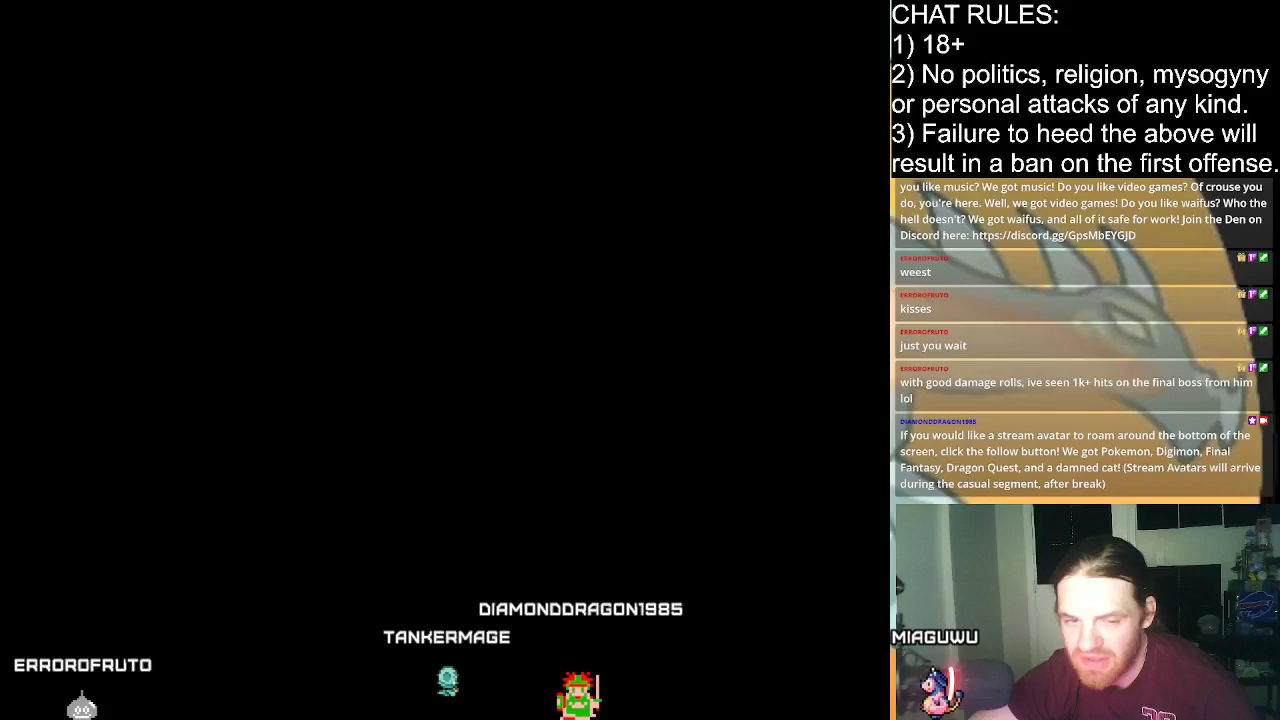 CHAT RULES:
1) 18+
2) No politics, religion, mysogyny
or personal attacks of any kind.
3) Failure to heed the above will
result in a ban on the first offense.
you like music? We got music! Do you like video games? Of crouse you
do, you're here. Well, we got video games! Do you like waifus? Who the
hell doesn't? We got waifus, and all of it safe for work! Join the Den on
Discord here: https://discord.gg/GpsMbEYGJD
ERROROFRUTO
weest
ERROROFRUTO
kisses
ERROROFRUTO
just you wait
ERROROFRUTO
with good damage rolls, ive seen 1k+ hits on the final boss from him
lol
DIAMONDDRAGON1985
If you would like a stream avatar to roam around the bottom of the
screen, click the follow button! We got Pokemon, Digimon, Final
Fantasy, Dragon Quest, and a damned cat! (Stream Avatars will arrive
during the casual segment, after break)
DIAMONDDRAGON1985
TANKERMAGE
ERROROFRUTO
MIAGUWU